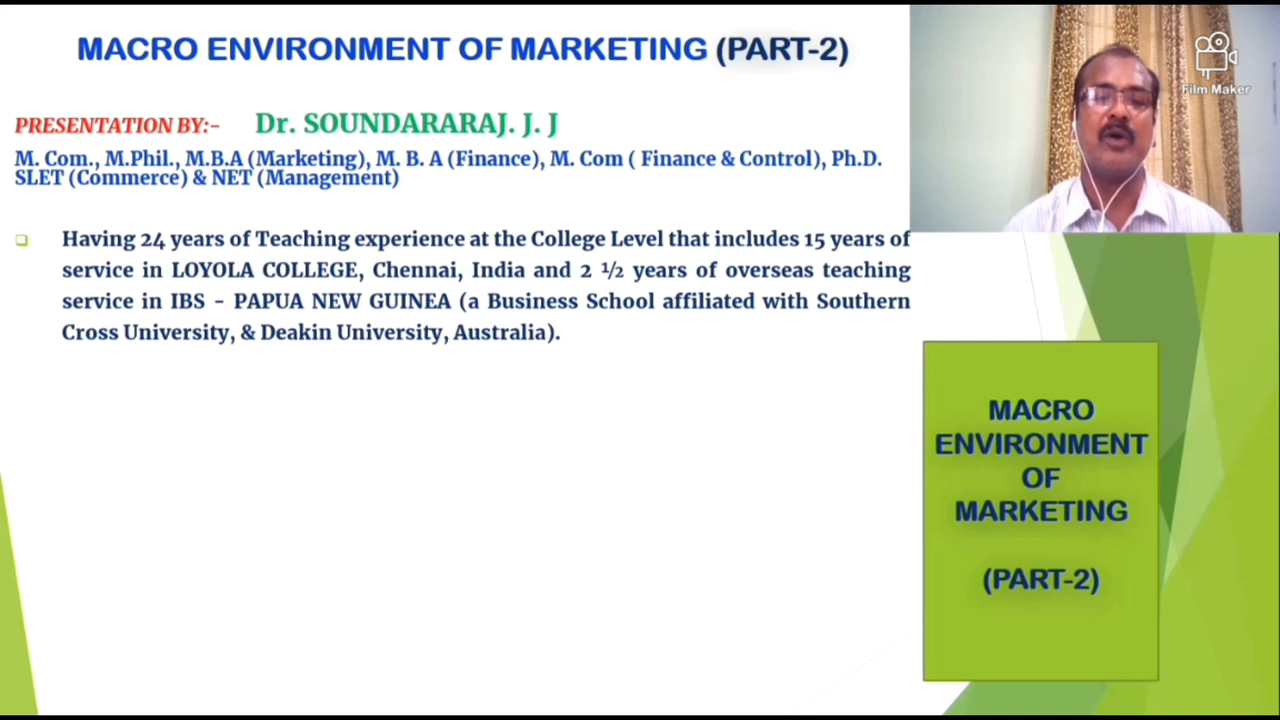 MACRO ENVIRONMENT OF MARKETING (PART-2)
Film Maker
PRESENTATION BY:- Dr. SOUNDARARAJ. J. J
M. Com., M.Phil., M.B.A (Marketing), M. B. A (Finance), M. Com ( Finance & Control), Ph.D.
SLET (Commerce) & NET (Management)
Having 24 years of Teaching experience at the College Level that includes 15 years of
service in LOYOLA COLLEGE, Chennai, India and 2 ½ years of overseas teaching
service in IBS - PAPUA NEW GUINEA (a Business School affiliated with Southern
Cross University, & Deakin University, Australia).
MACRO
ENVIRONMENT
OF
MARKETING
(PART-2)